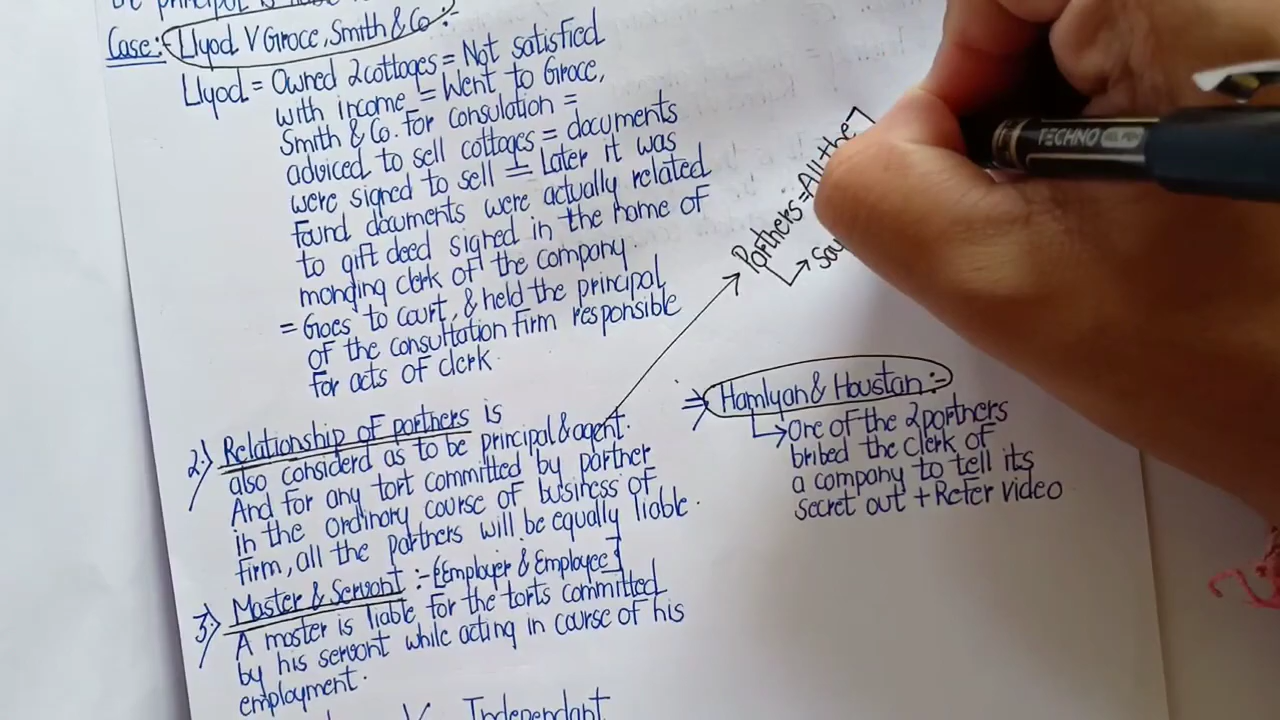 Case:- Llyod V Groce, Smith & Co :-
Llyod = Owned 2cottages = Not satisfied
with income = Went to Groce,
Smith & Co. For consulation =
adviced to sell cottages = documents
were signed to sell = Later it was
found documents were actually related
to gift deed signed in the home of
manding clerk of the company.
= Goes to court, & held the principal
of the consultation firm responsible
for acts of clerk.
2.) Relationship of partners is
also considerd as to be principal & agent.
And for any tort committed by partner
in the ordinary course of business of
firm, all the partners will be equally liable.
3.) Master & Servant :- [Employer & Employee]
A master is liable for the torts committed
by his servant while acting in course of his
employment.
V Independant
Partners = All the
Hamlyan & Houstan :-
One of the 2 partners
bribed the clerk of
a company to tell its
secret out + Refer video
TECHNO